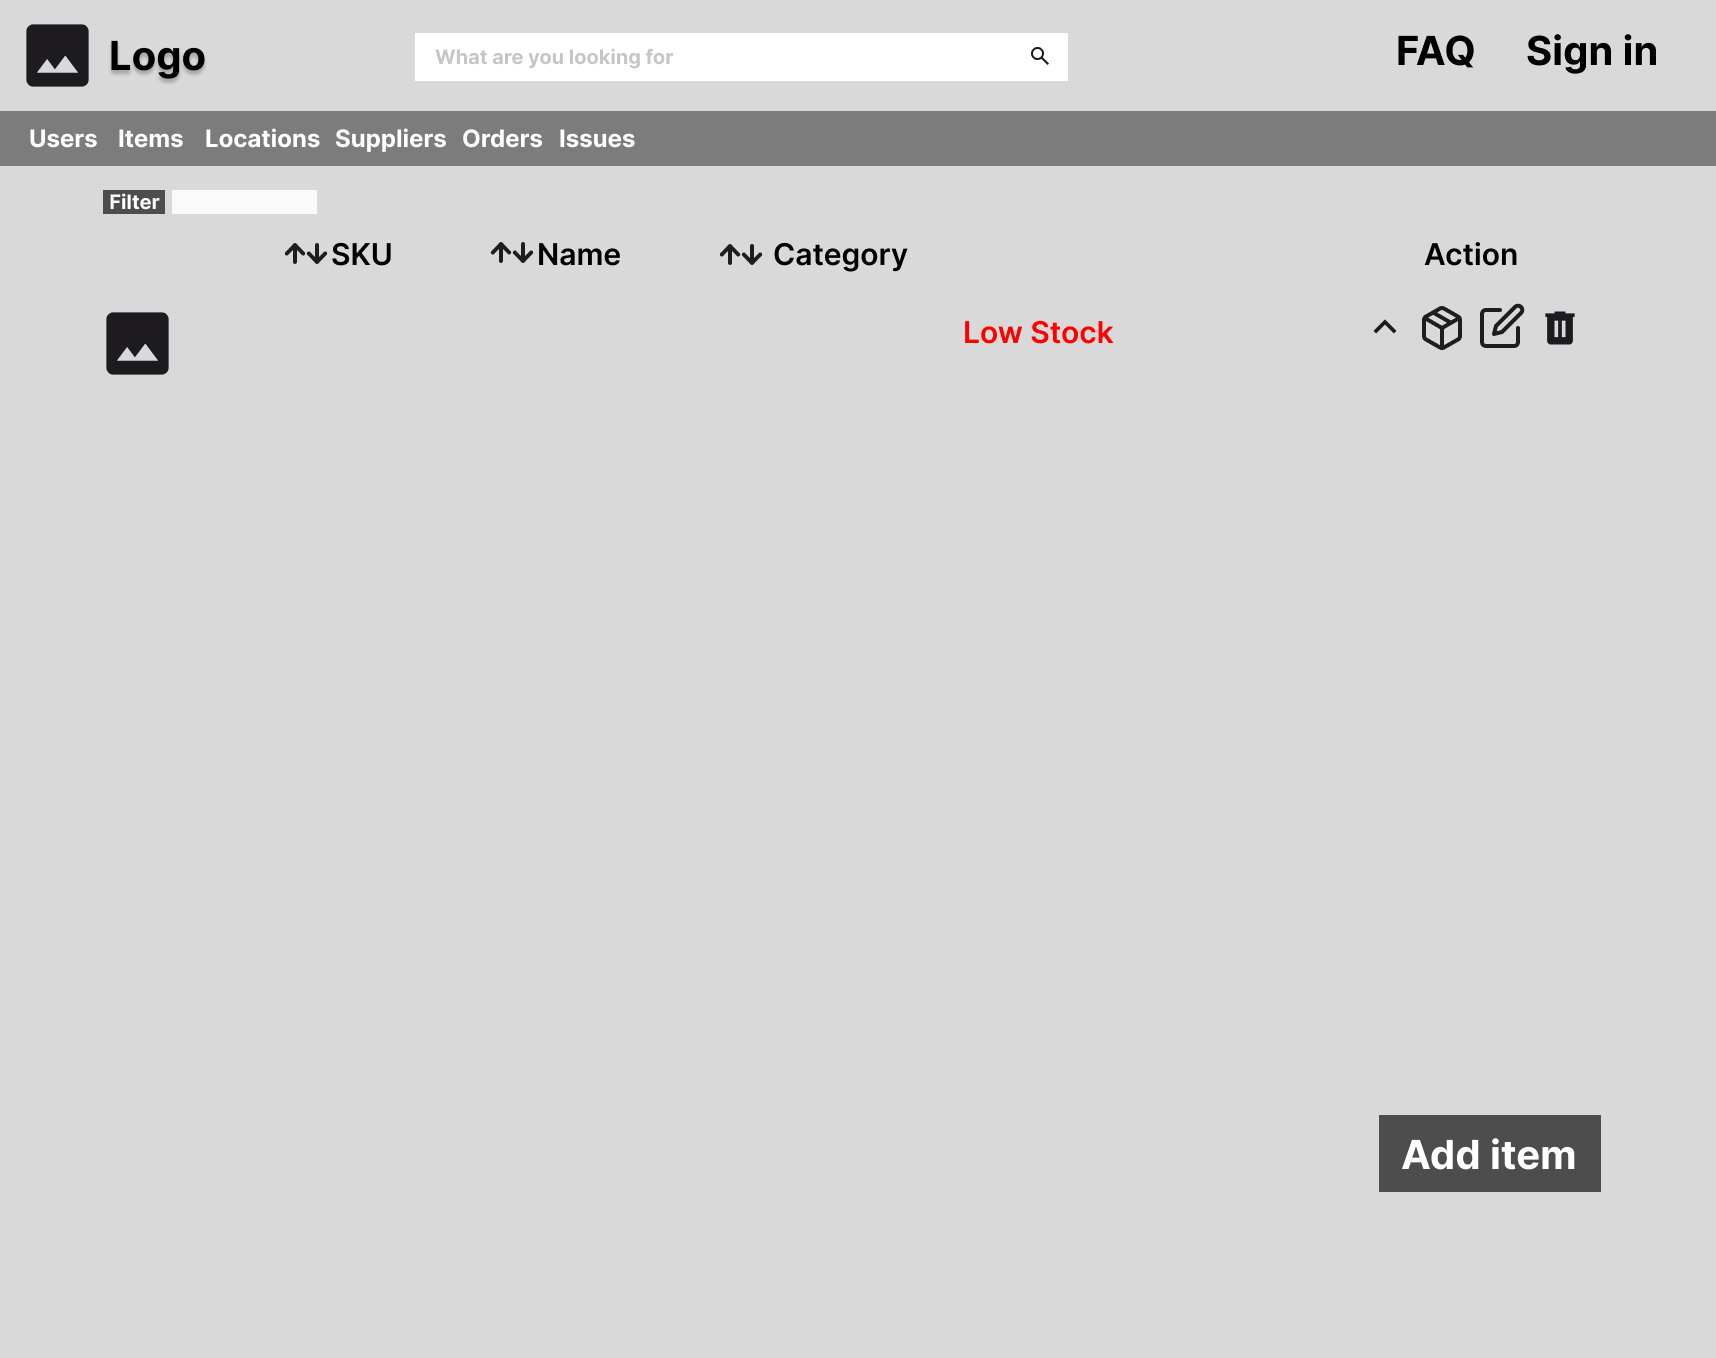 Logo
What are you looking for
FAQ
Sign in
Users Items Locations Suppliers Orders Issues
Filter
SKU Name Category Action
Low Stock
Add item